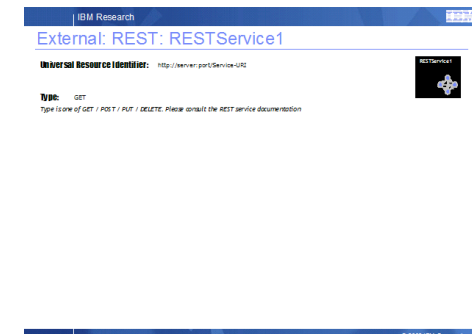 IBM Research
External: REST: RESTService1
Universal Resource Identifier: http://server:port/Service-URI
RESTService1
Type: GET
Type is one of GET / POST / PUT / DELETE. Please consult the REST service documentation